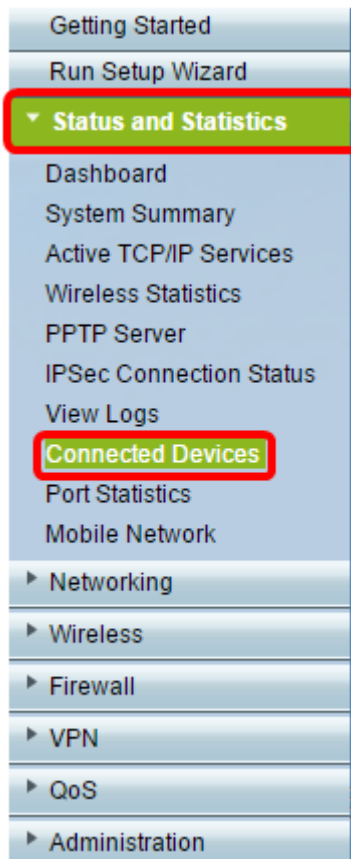 Getting Started
Run Setup Wizard
Status and Statistics
Dashboard
System Summary
Active TCP/IP Services
Wireless Statistics
PPTP Server
IPSec Connection Status
View Logs
Connected Devices
Port Statistics
Mobile Network
Networking
Wireless
Firewall
VPN
QoS
Administration